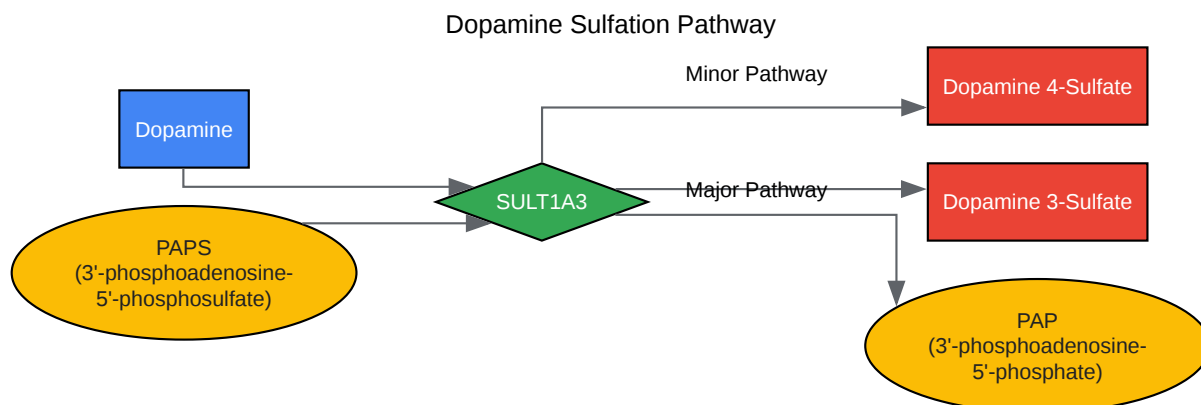 Dopamine Sulfation Pathway
Minor Pathway
Dopamine 4-Sulfate
Dopamine
SULT1A3
Major Pathway
Dopamine 3-Sulfate
PAPS
(3'-phosphoadenosine-
5'-phosphosulfate)
PAP
(3'-phosphoadenosine-
5'-phosphate)